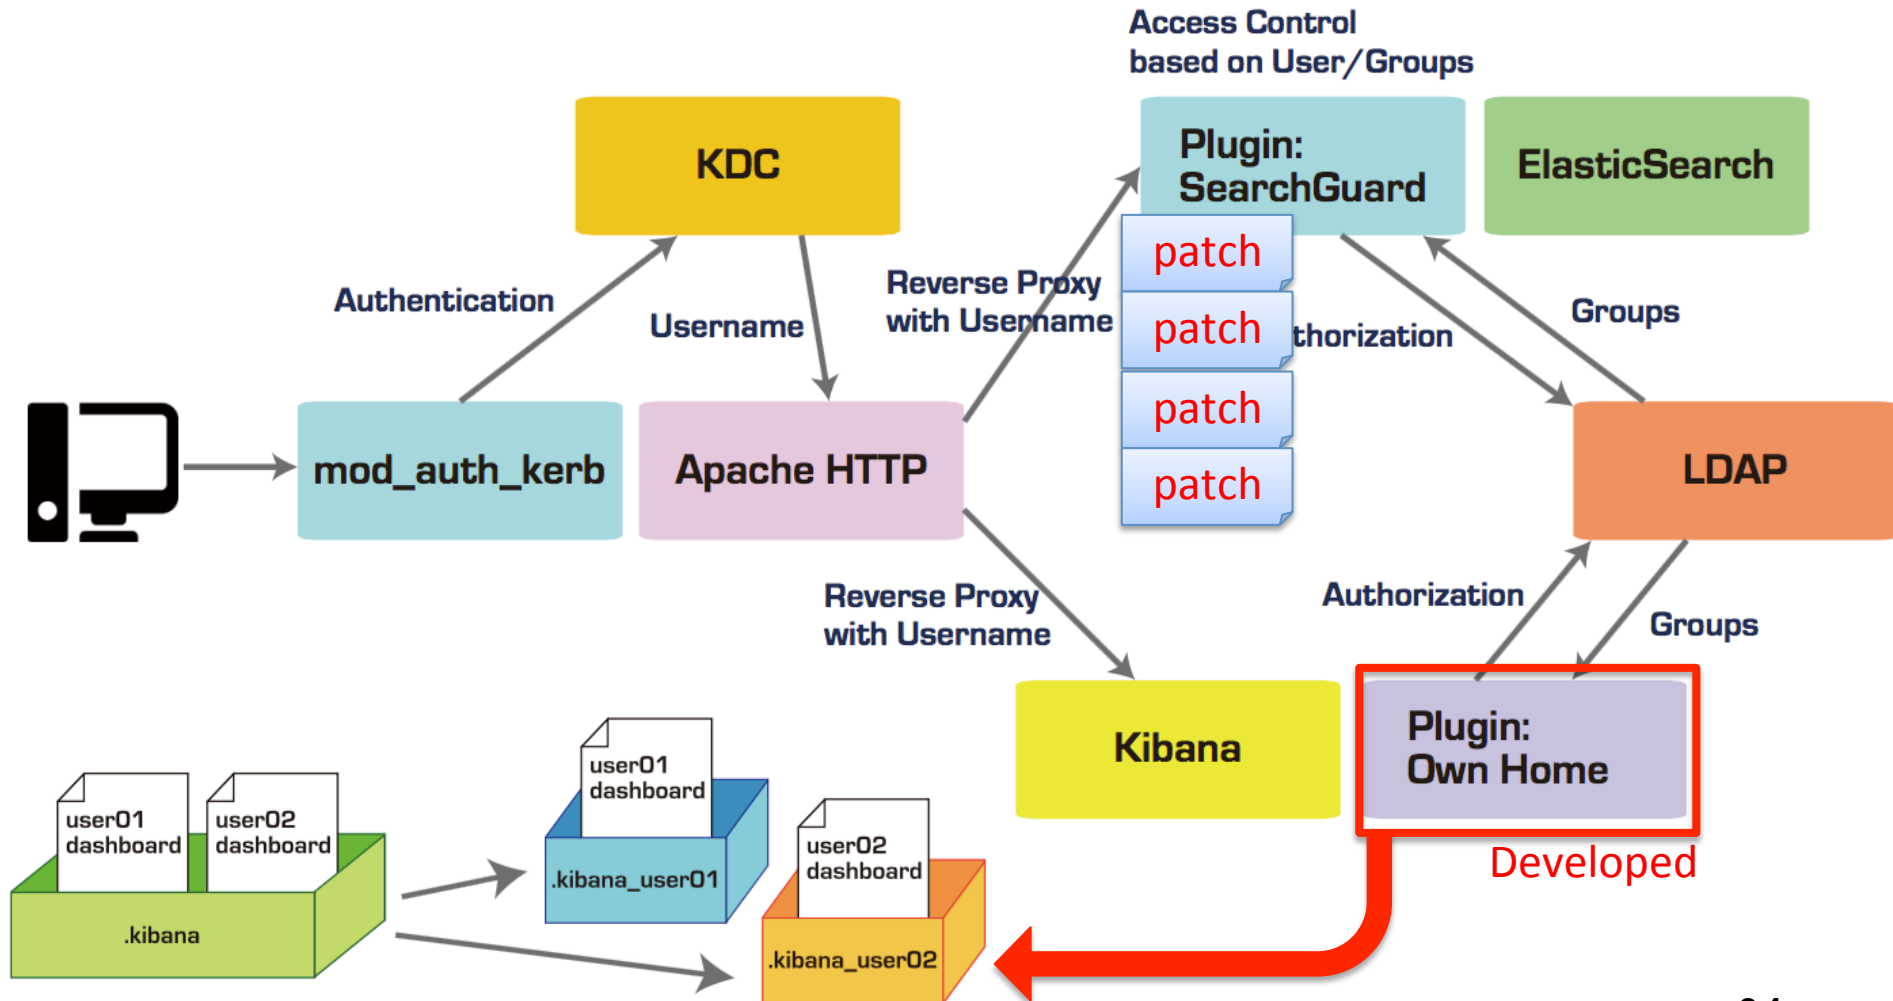 Access Control
based on User/Groups
KDC
Plugin:
SearchGuard
ElasticSearch
patch
Authentication
Username
Reverse Proxy
with Username
patch
thorization
Groups
patch
patch
mod_auth_kerb
Apache HTTP
LDAP
Reverse Proxy
with Username
Authorization
Groups
Kibana
Plugin:
Own Home
Developed
user01
dashboard
user02
dashboard
.kibana
user01
dashboard
.kibana_user01
user02
dashboard
.kibana_user02